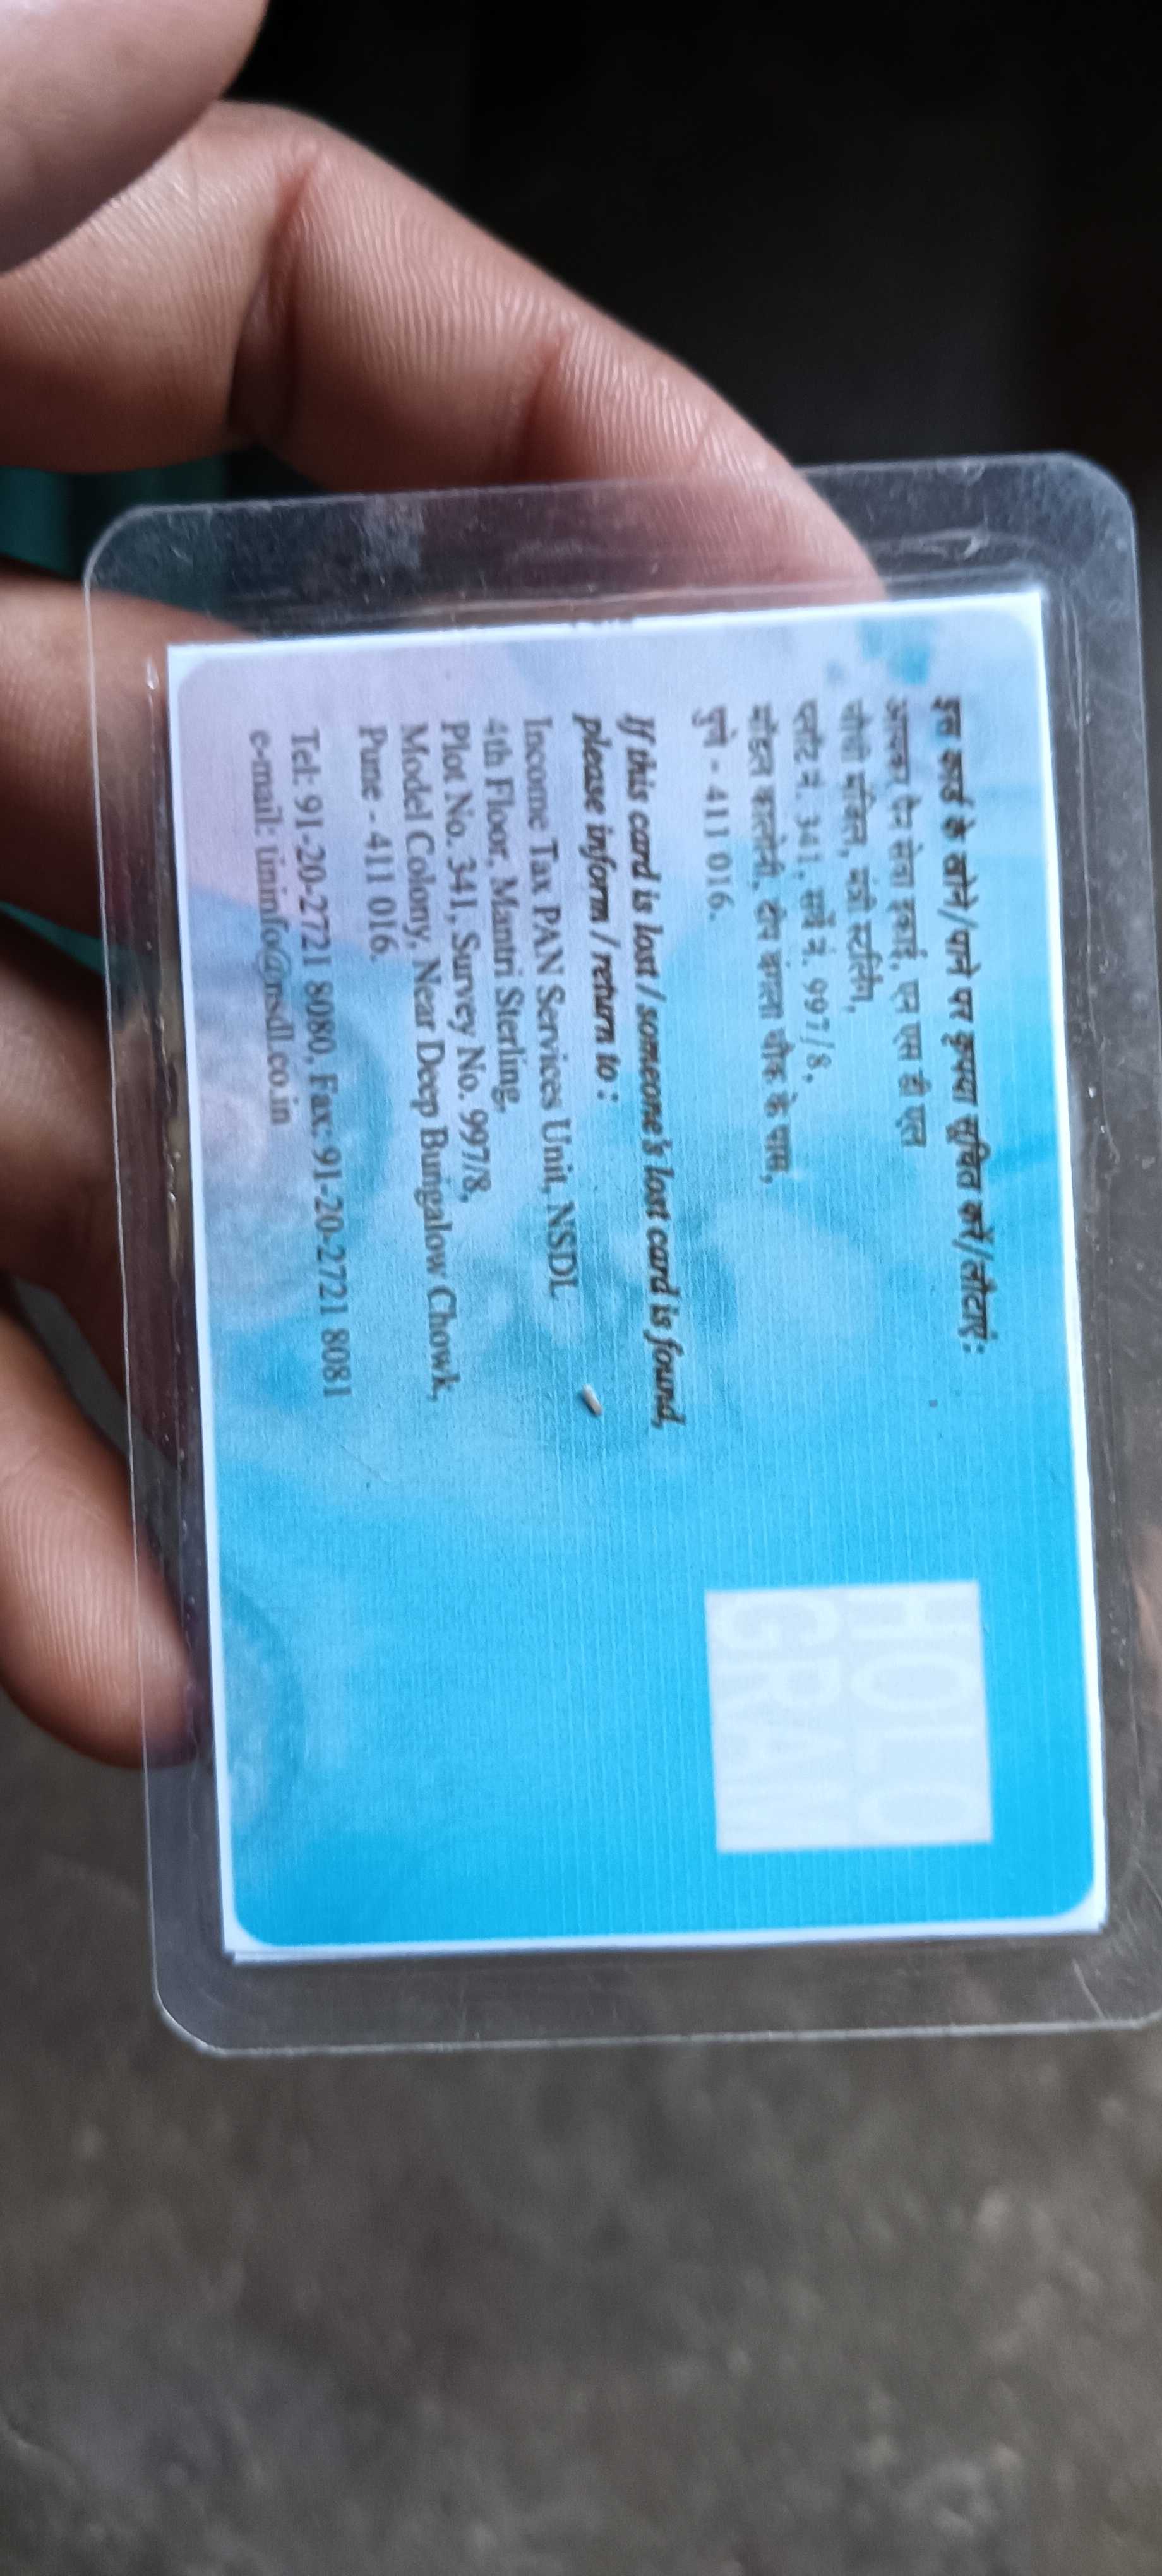 इस कार्ड के खोने/पाने पर कृपया सूचित करें/लौटाएं :
आयकर पैन सेवा इकाई, एन एस डी एल
चौथी मंजिल, मंत्री स्टर्लिंग,
प्लॉट नं. 341, सर्वे नं. 997/8,
मॉडल कालोनी, दीप बंगला चौक के पास,
पुणे - 411 016.
If this card is lost / someone's lost card is found,
please inform / return to :
Income Tax PAN Services Unit, NSDL
4th Floor, Mantri Sterling,
Plot No. 341, Survey No. 997/8,
Model Colony, Near Deep Bungalow Chowk,
Pune - 411 016.
Tel: 91-20-2721 8080, Fax: 91-20-2721 8081
e-mail: tininfo@nsdl.co.in
HOLO
GRAM